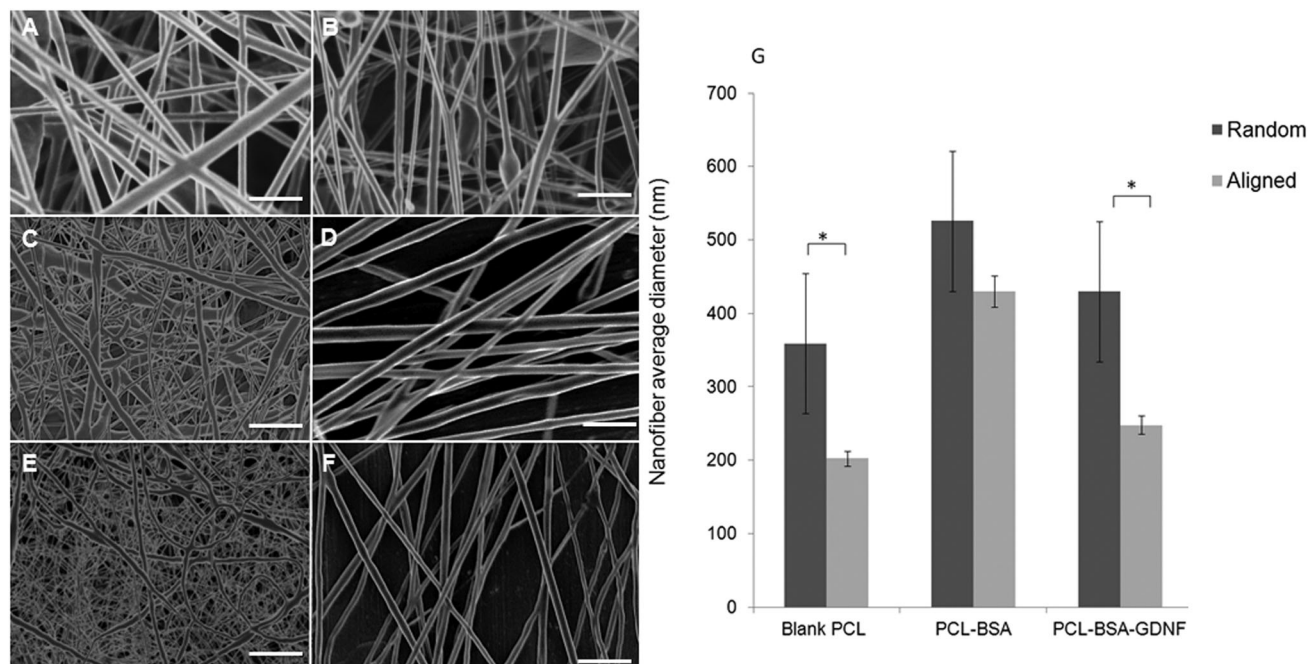 A
B
C
D
E
F
G
Nanofiber average diameter (nm)
700
600
500
400
300
200
100
0
*
*
Blank PCL
PCL-BSA
PCL-BSA-GDNF
Random
Aligned